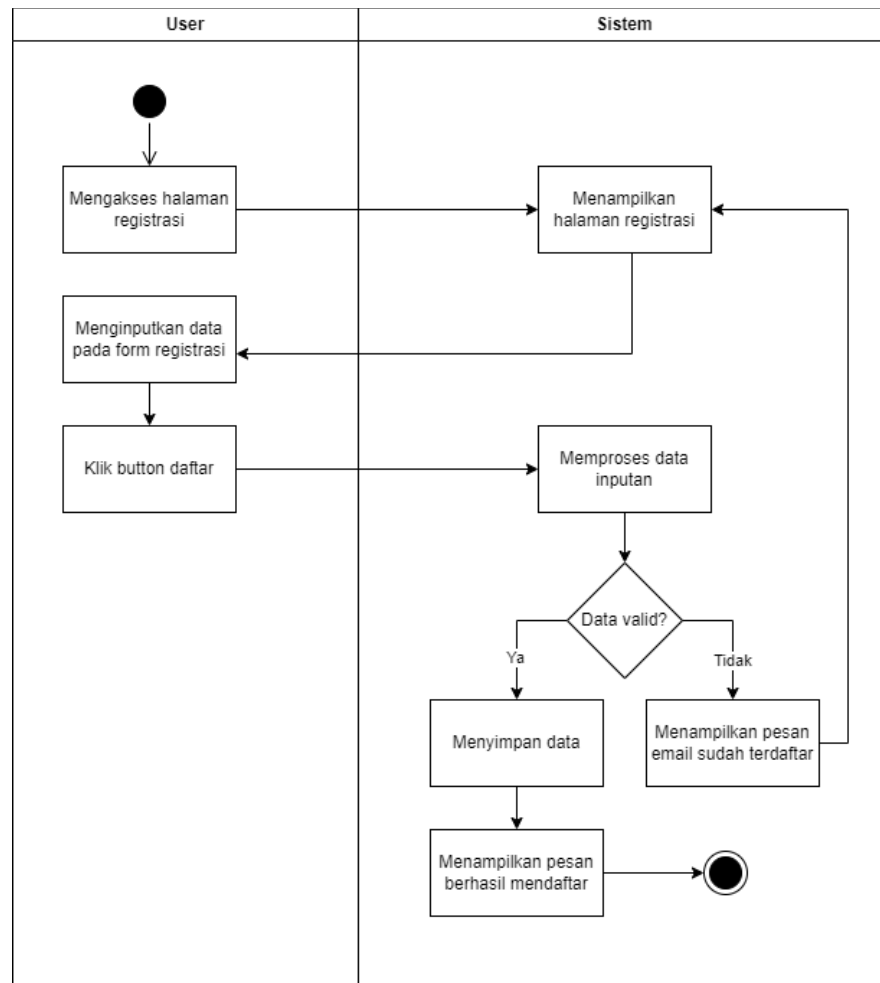 User
Sistem
Mengakses halaman
registrasi
Menampilkan
halaman registrasi
Menginputkan data
pada form registrasi
Klik button daftar
Memproses data
inputan
Data valid?
Ya
Tidak
Menyimpan data
Menampilkan pesan
email sudah terdaftar
Menampilkan pesan
berhasil mendaftar